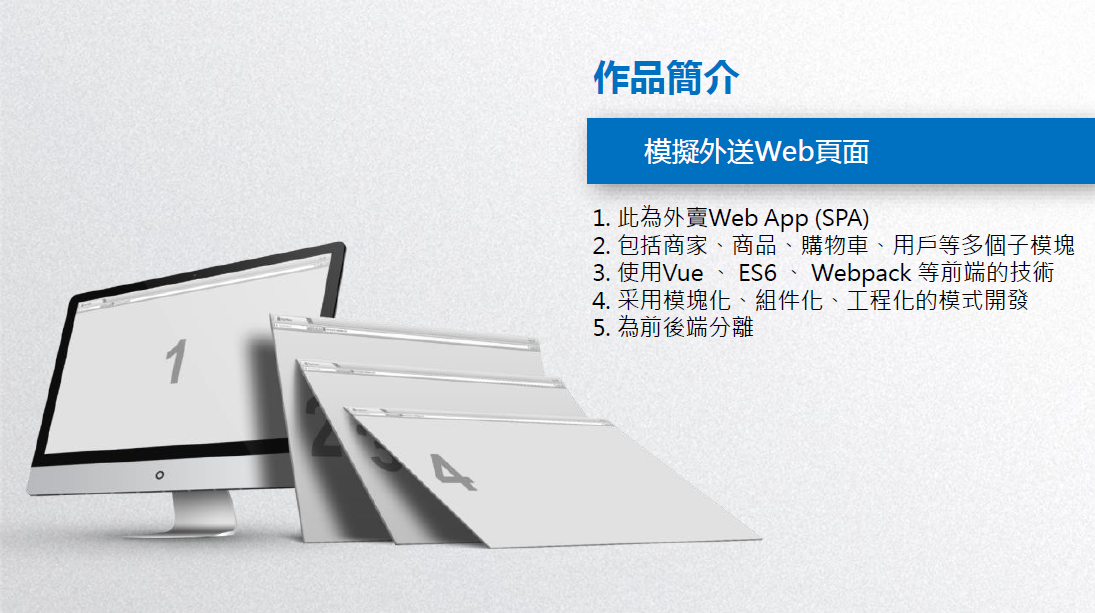 作品簡介
模擬外送Web頁面
1. 此為外賣Web App (SPA)
2. 包括商家、商品、購物車、用戶等多個子模塊
3. 使用Vue 、 ES6 、 Webpack 等前端的技術
4. 采用模塊化、組件化、工程化的模式開發
5. 為前後端分離
1
2
3
4